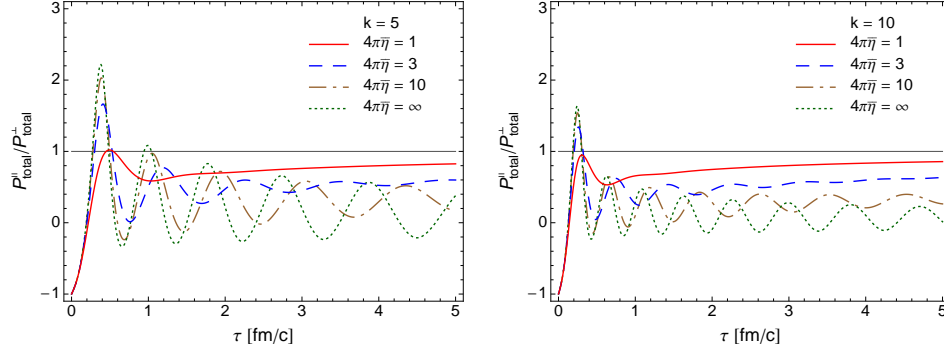 k = 5
4πη̄ = 1
4πη̄ = 3
4πη̄ = 10
4πη̄ = ∞
3
2
1
0
−1
P∥total/P⊥total
0 1 2 3 4 5
τ [fm/c]
k = 10
4πη̄ = 1
4πη̄ = 3
4πη̄ = 10
4πη̄ = ∞
3
2
1
0
−1
P∥total/P⊥total
0 1 2 3 4 5
τ [fm/c]